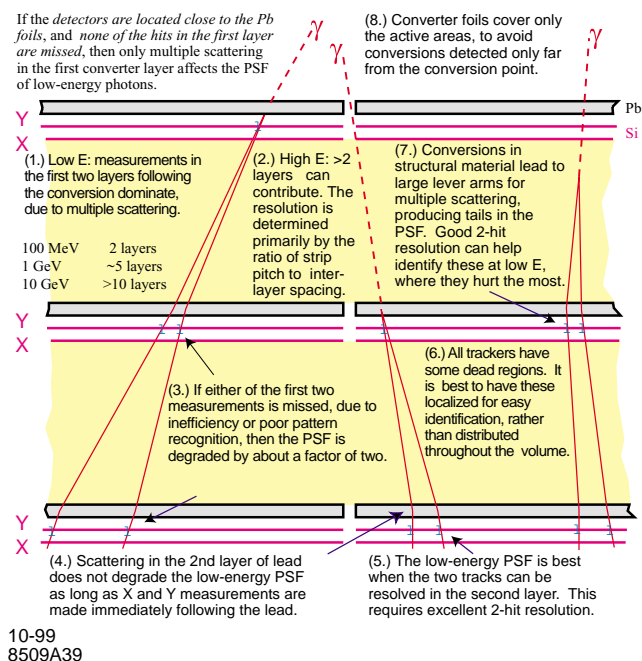 If the detectors are located close to the Pb
foils, and none of the hits in the first layer
are missed, then only multiple scattering
in the first converter layer affects the PSF
of low-energy photons.
γ
γ
(8.) Converter foils cover only
the active areas, to avoid
conversions detected only far
from the conversion point.
γ
Pb
Y
X
Si
(1.) Low E: measurements in
the first two layers following
the conversion dominate,
due to multiple scattering.
100 MeV 2 layers
1 GeV ~5 layers
10 GeV >10 layers
(2.) High E: >2
layers can
contribute. The
resolution is
determined
primarily by the
ratio of strip
pitch to inter-
layer spacing.
(7.) Conversions in
structural material lead to
large lever arms for
multiple scattering,
producing tails in the
PSF. Good 2-hit
resolution can help
identify these at low E,
where they hurt the most.
Y
X
(3.) If either of the first two
measurements is missed, due to
inefficiency or poor pattern
recognition, then the PSF is
degraded by about a factor of two.
(6.) All trackers have
some dead regions. It
is best to have these
localized for easy
identification, rather
than distributed
throughout the volume.
Y
X
(4.) Scattering in the 2nd layer of lead
does not degrade the low-energy PSF
as long as X and Y measurements are
made immediately following the lead.
(5.) The low-energy PSF is best
when the two tracks can be
resolved in the second layer. This
requires excellent 2-hit resolution.
10-99
8509A39